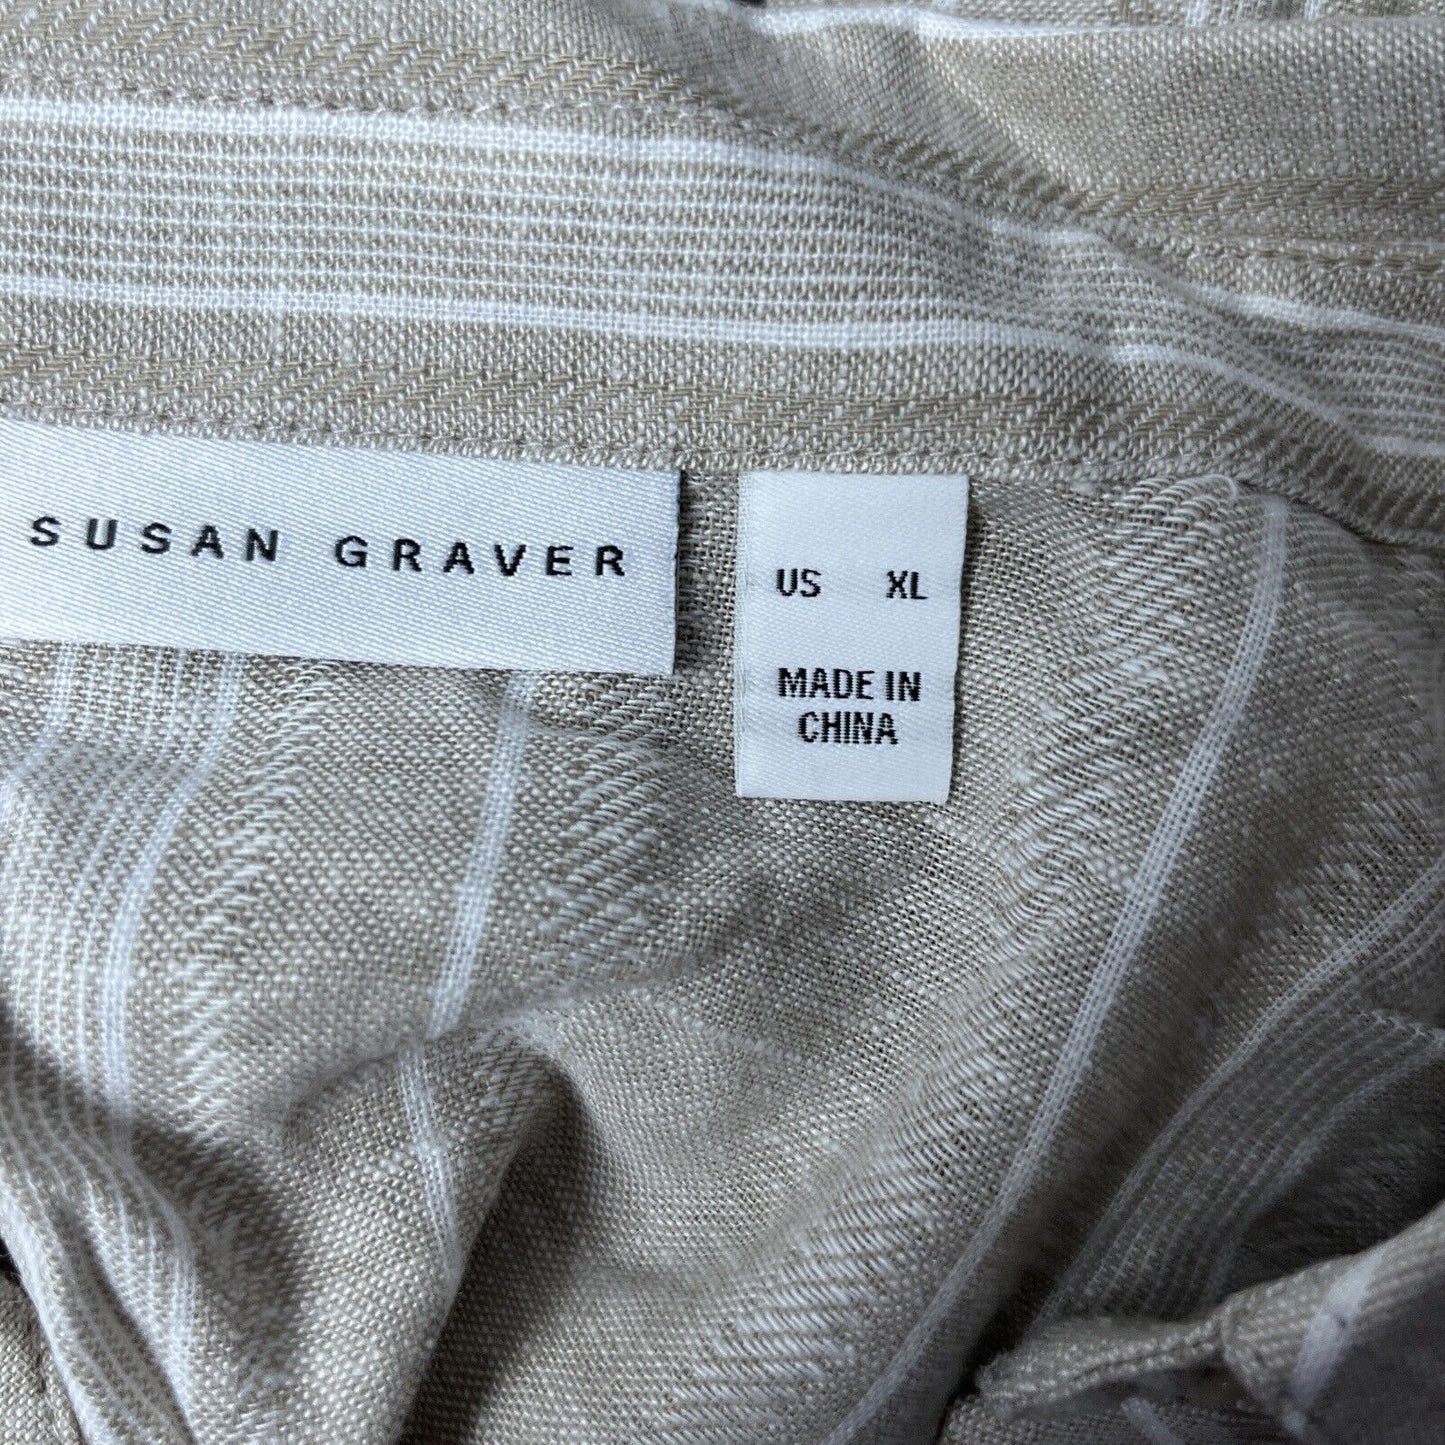 SUSAN GRAVER
US XL
MADE IN
CHINA